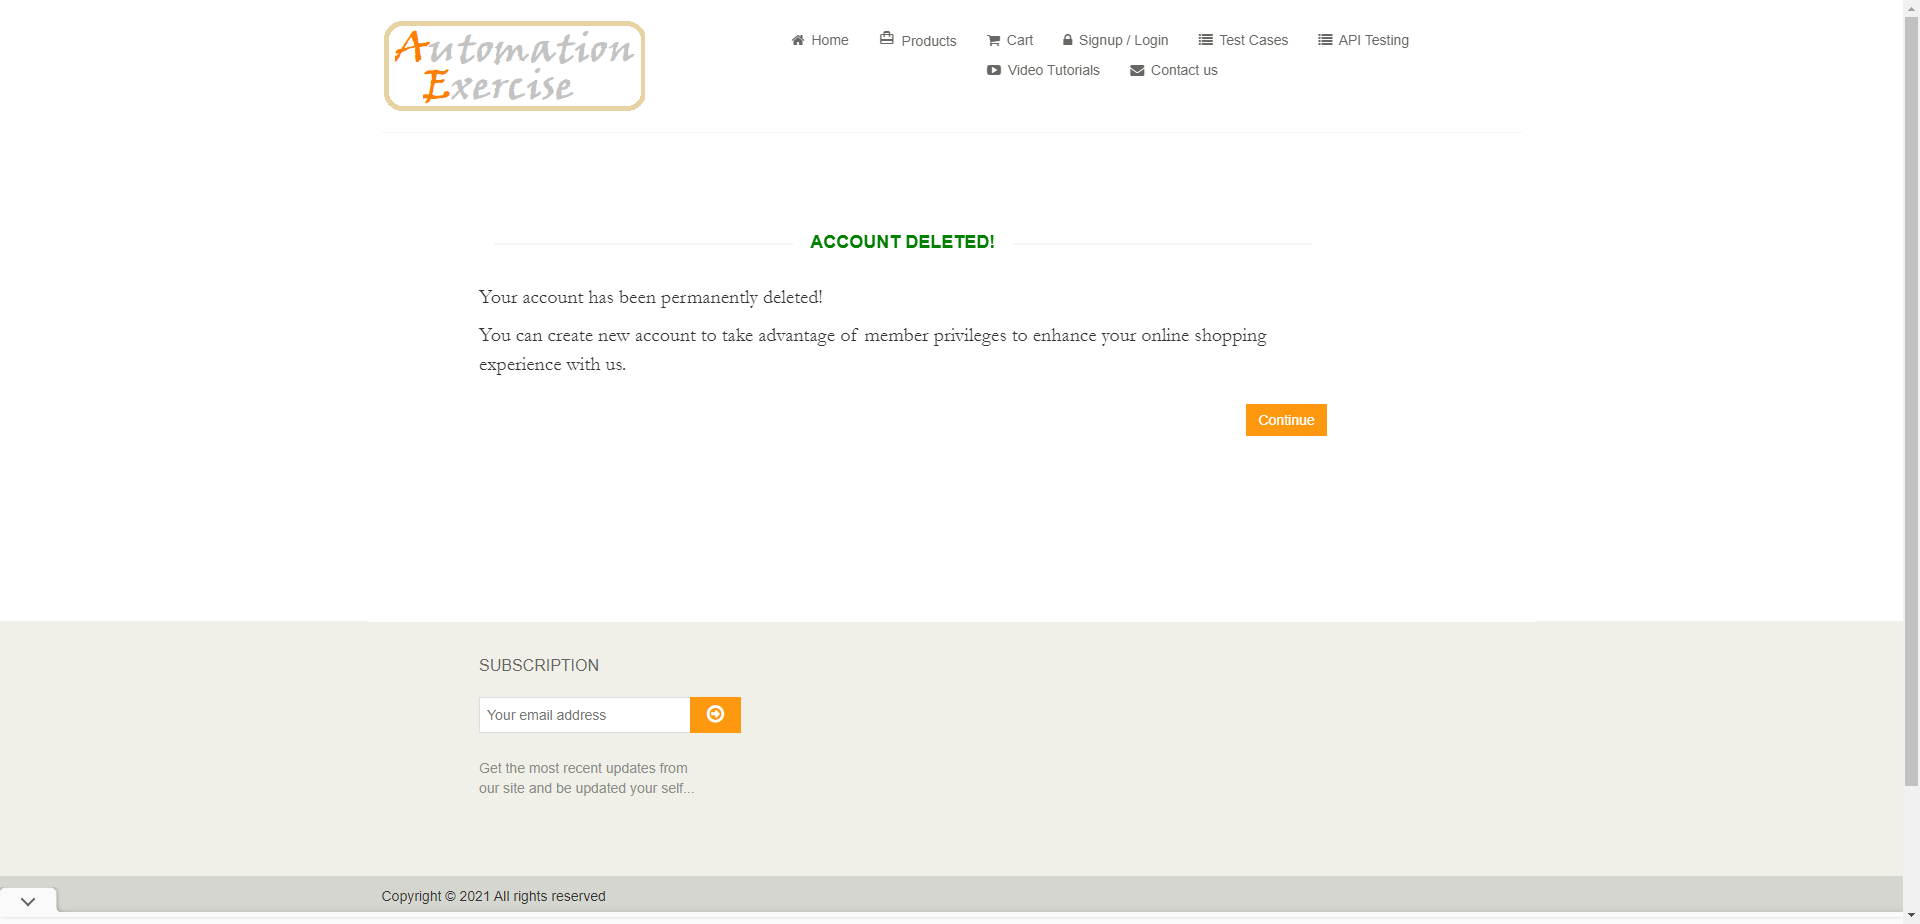 Automation
Exercise
Home
Products
Cart
Signup / Login
Test Cases
API Testing
Video Tutorials
Contact us
ACCOUNT DELETED!
Your account has been permanently deleted!
You can create new account to take advantage of member privileges to enhance your online shopping
experience with us.
Continue
SUBSCRIPTION
Your email address
Get the most recent updates from
our site and be updated your self...
Copyright © 2021 All rights reserved